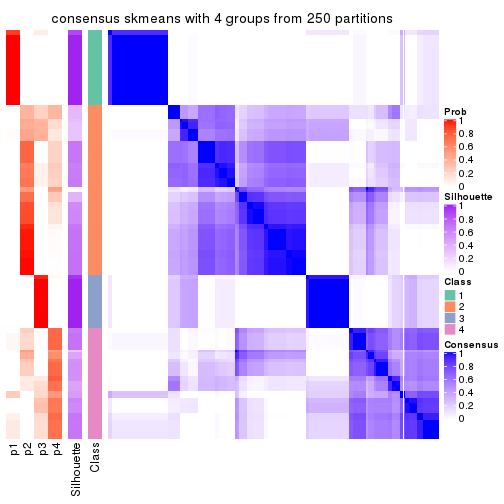 consensus skmeans with 4 groups from 250 partitions
Prob
1
0.8
0.6
0.4
0.2
0
Silhouette
1
0.8
0.6
0.4
0.2
0
Class
1
2
3
4
Consensus
1
0.8
0.6
0.4
0.2
0
p1
p2
p3
p4
Silhouette
Class